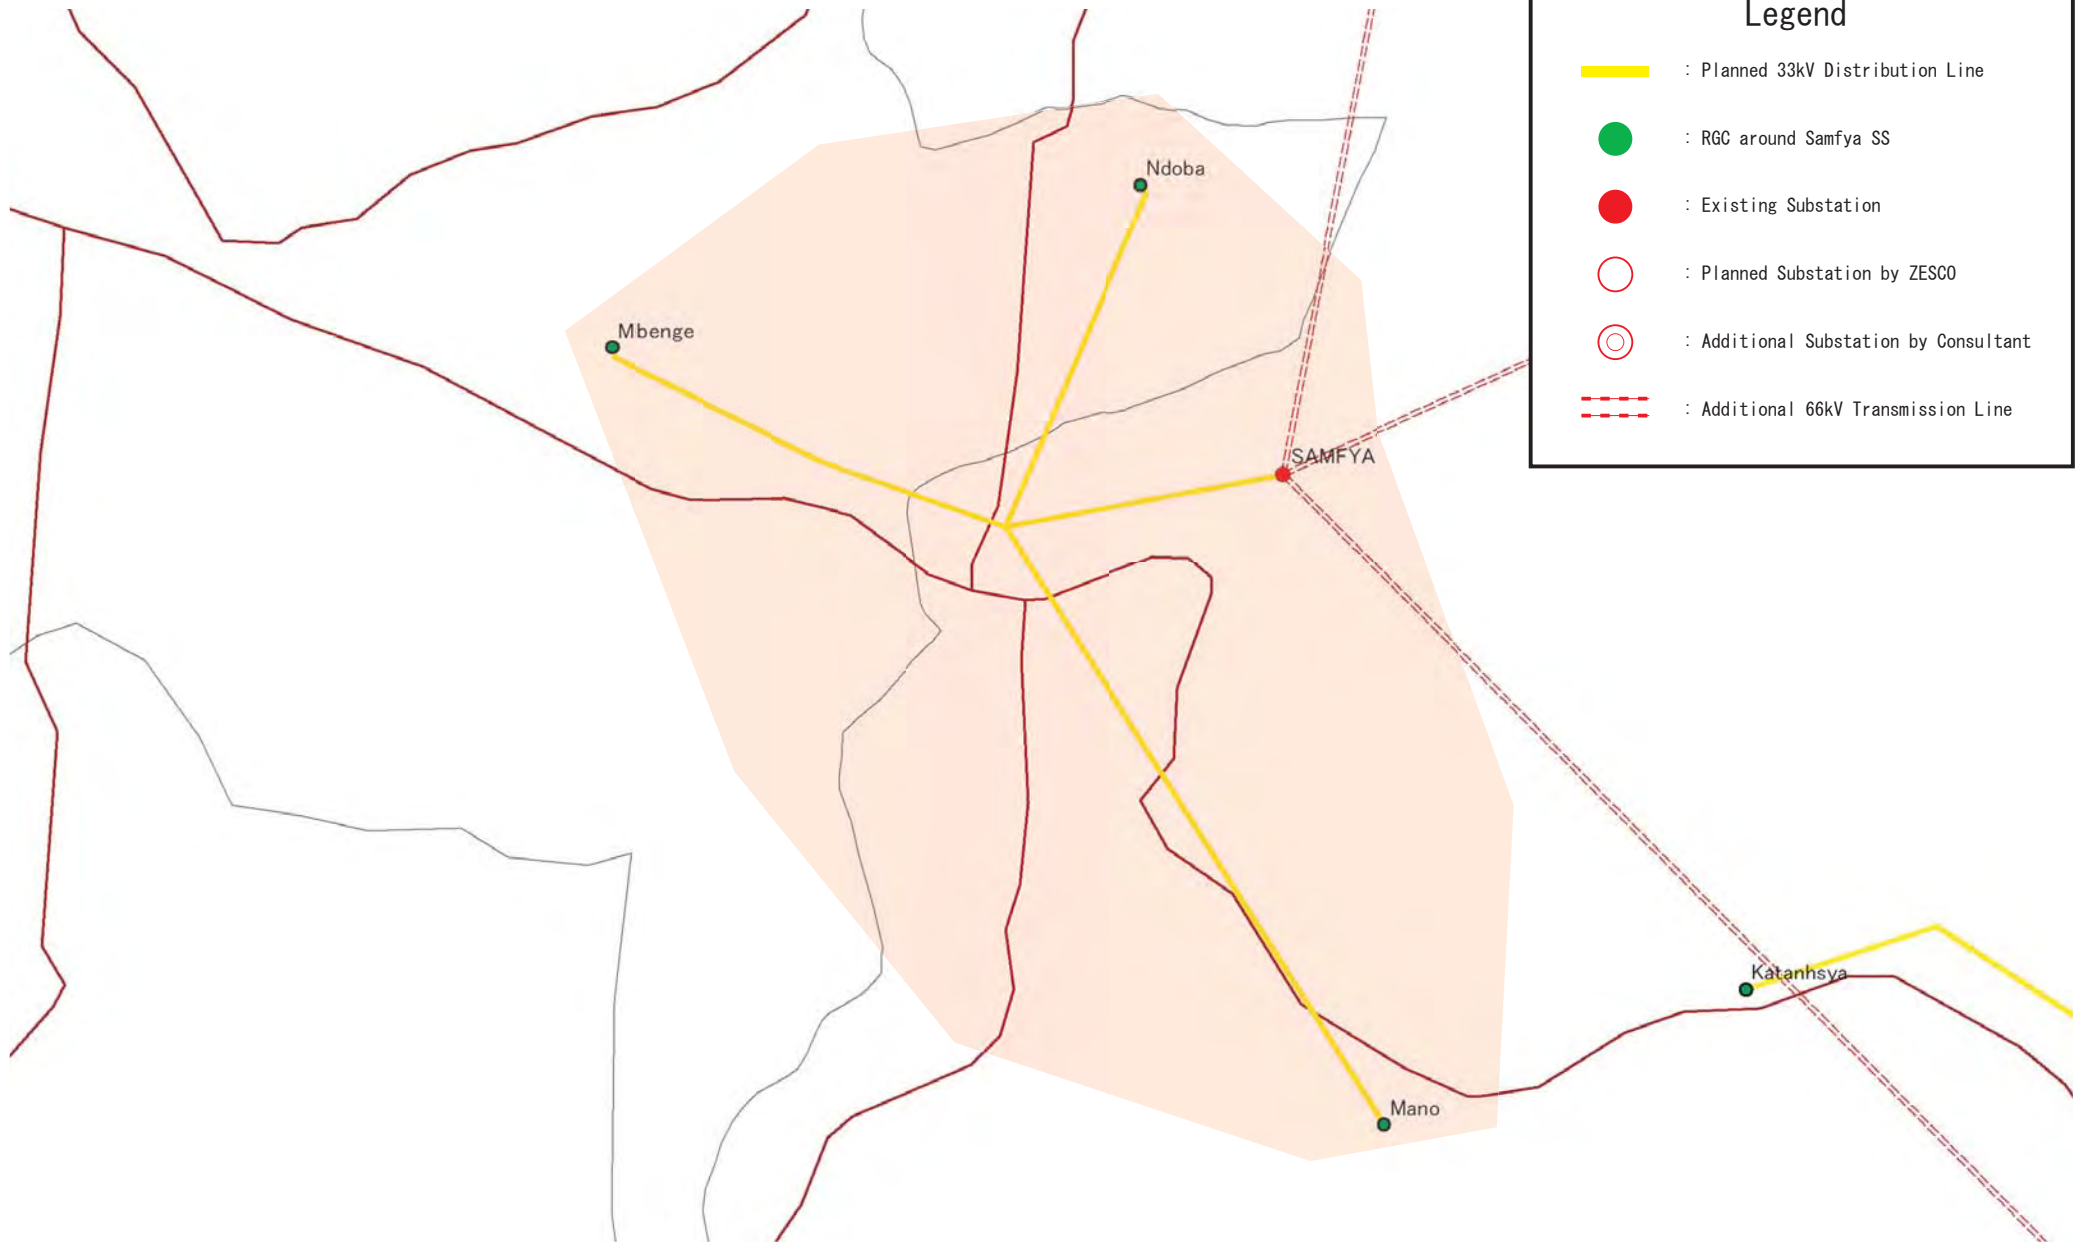 Legend
: Planned 33kV Distribution Line
: RGC around Samfya SS
: Existing Substation
: Planned Substation by ZESCO
: Additional Substation by Consultant
: Additional 66kV Transmission Line
Ndoba
Mbenge
SAMFYA
Katanhsya
Mano